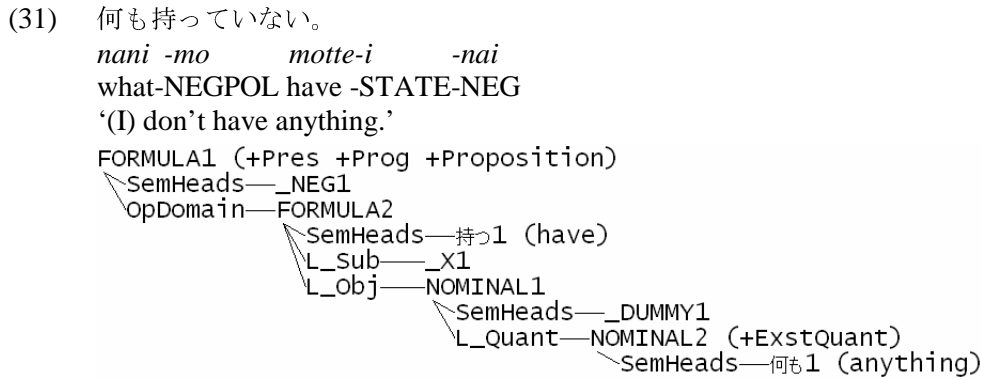 (31) 何も持っていない。
nani -mo motte-i -nai
what-NEGPOL have -STATE-NEG
‘(I) don't have anything.’
FORMULA1 (+Pres +Prog +Proposition)
SemHeads—_NEG1
OpDomain—FORMULA2
SemHeads—持つ1 (have)
L_Sub—_X1
L_Obj—NOMINAL1
SemHeads—_DUMMY1
L_Quant—NOMINAL2 (+ExstQuant)
SemHeads—何も1 (anything)